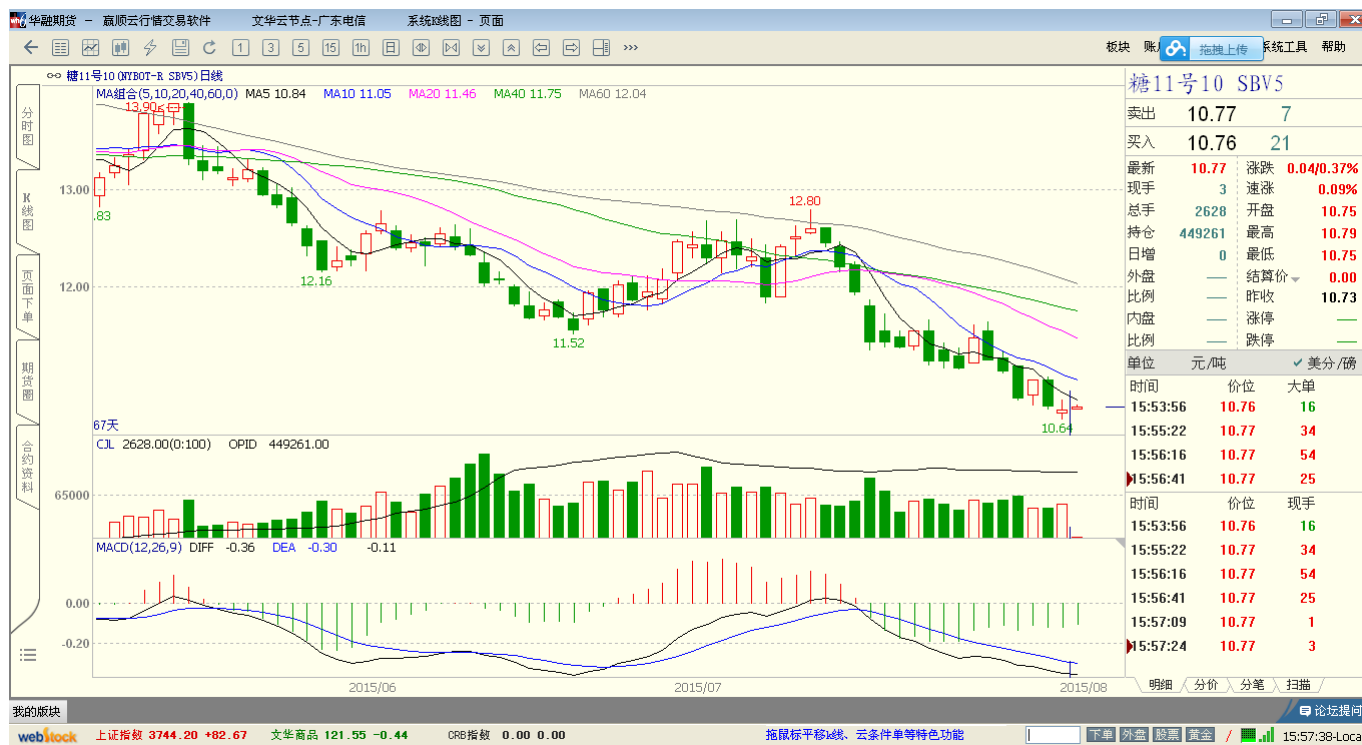 华融期货 － 赢顺云行情交易软件 文华云节点-广东电信 系统K线图 - 页面
1 3 5 15 1h 日 >>> 板块 拖拽上传 系统工具 帮助
糖11号10 (NYBOT-R SBV5)日线
MA组合(5,10,20,40,60,0) MA5 10.84 MA10 11.05 MA20 11.46 MA40 11.75 MA60 12.04
分时图
K线图
页面下单
期货圈
合约资料
13.90
13.00
.83
12.80
12.16
12.00
11.52
10.64
67天
CJL 2628.00(0:100) OPID 449261.00
65000
MACD(12,26,9) DIFF -0.36 DEA -0.30 -0.11
0.00
-0.20
2015/06 2015/07 2015/08
糖11号10 SBV5
卖出 10.77 7
买入 10.76 21
最新 10.77 涨跌 0.04/0.37%
现手 3 速涨 0.09%
总手 2628 开盘 10.75
持仓 449261 最高 10.79
日增 0 最低 10.75
外盘 — 结算价 0.00
比例 — 昨收 10.73
内盘 — 涨停 —
比例 — 跌停 —
单位 元/吨 ✓美分/磅
时间 价位 大单
15:53:56 10.76 16
15:55:22 10.77 34
15:56:16 10.77 54
15:56:41 10.77 25
时间 价位 现手
15:53:56 10.76 16
15:55:22 10.77 34
15:56:16 10.77 54
15:56:41 10.77 25
15:57:09 10.77 1
15:57:24 10.77 3
明细 分价 分笔 扫描
我的版块 论坛提问
webstock 上证指数 3744.20 +82.67 文华商品 121.55 -0.44 CRB指数 0.00 0.00 拖鼠标平移k线、云条件单等特色功能 下单 外盘 股票 黄金 15:57:38-Loca